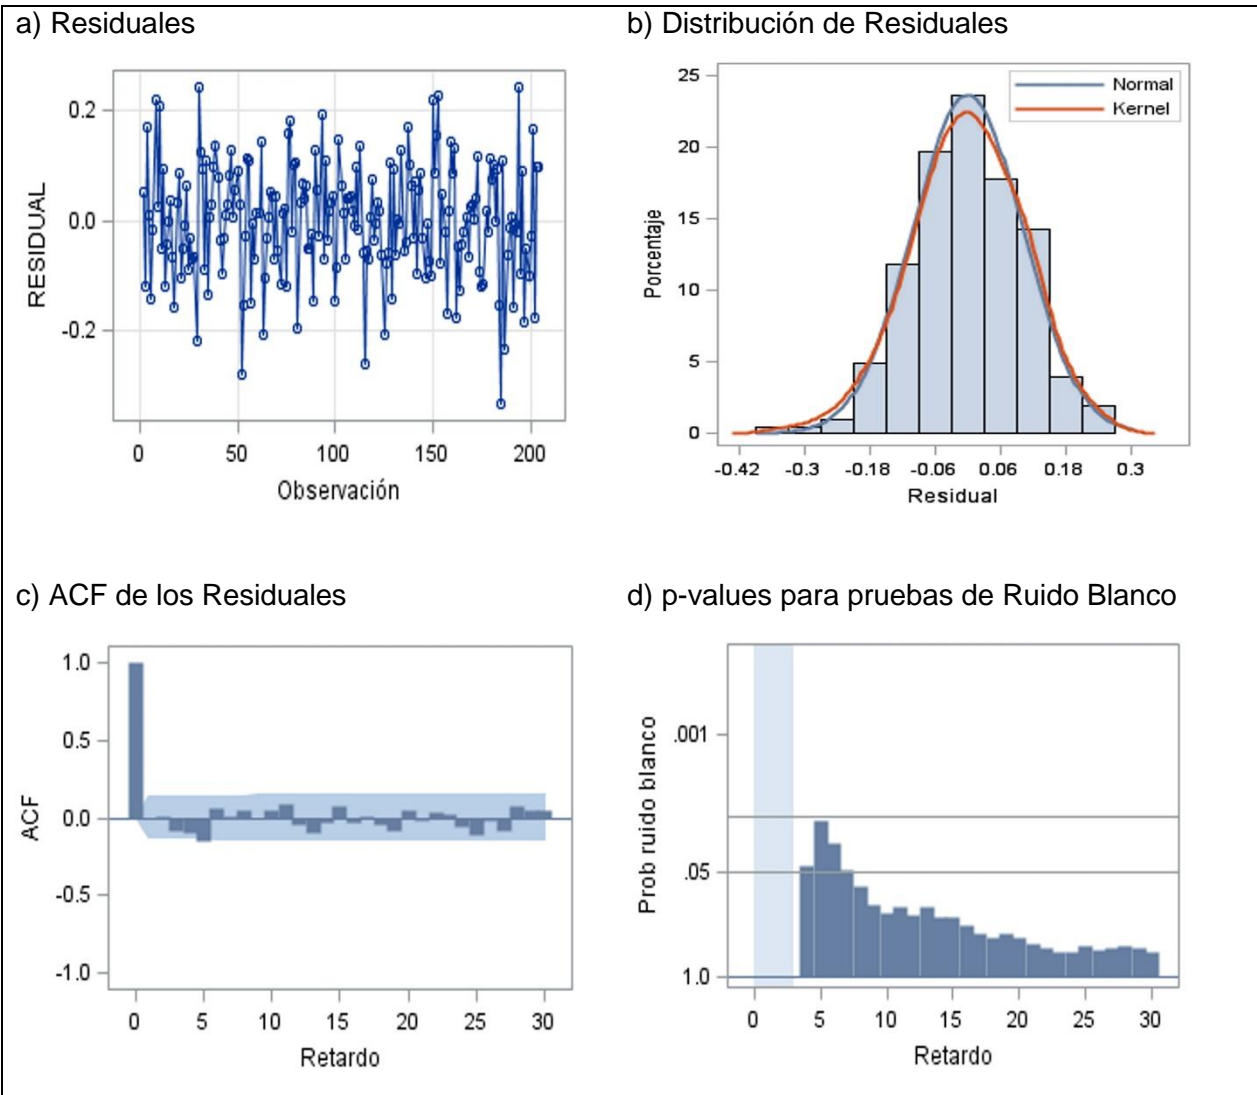 a) Residuales
b) Distribución de Residuales
RESIDUAL
0.2
0.0
-0.2
0 50 100 150 200
Observación
Porcentaje
25
20
15
10
5
0
Normal
Kernel
-0.42 -0.3 -0.18 -0.06 0.06 0.18 0.3
Residual
c) ACF de los Residuales
d) p-values para pruebas de Ruido Blanco
ACF
1.0
0.5
0.0
-0.5
-1.0
0 5 10 15 20 25 30
Retardo
Prob ruido blanco
.001
.05
1.0
0 5 10 15 20 25 30
Retardo